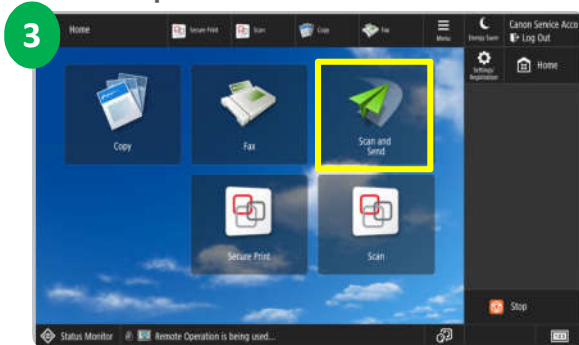 3
Home
Secure Print
Scan
Copy
Fax
Menu
Energy Saver
Canon Service Acco
Log Out
Settings/
Registration
Home
Copy
Fax
Scan and
Send
Secure Print
Scan
Stop
Status Monitor
Remote Operation is being used...
123